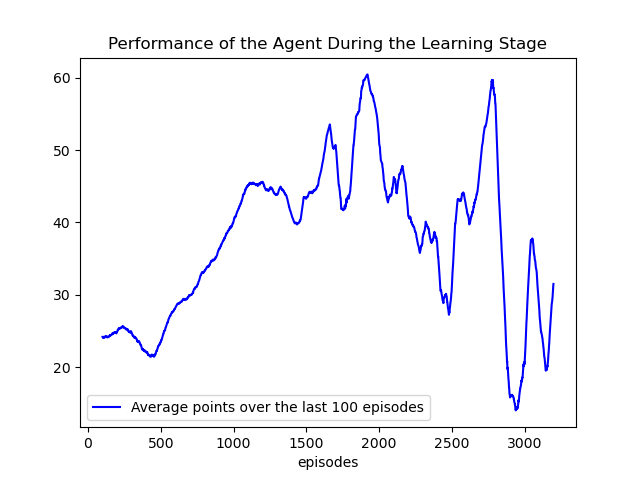 Performance of the Agent During the Learning Stage
60
50
40
30
20
Average points over the last 100 episodes
0 500 1000 1500 2000 2500 3000
episodes